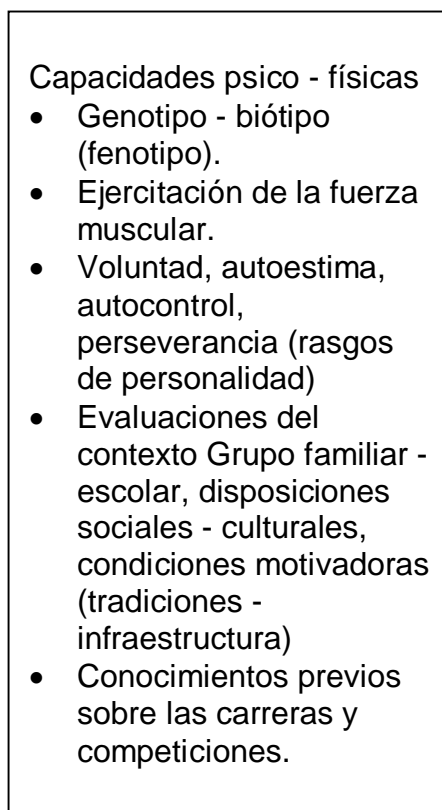 Capacidades psico - físicas
• Genotipo - biótipo
(fenotipo).
• Ejercitación de la fuerza
muscular.
• Voluntad, autoestima,
autocontrol,
perseverancia (rasgos
de personalidad)
• Evaluaciones del
contexto Grupo familiar -
escolar, disposiciones
sociales - culturales,
condiciones motivadoras
(tradiciones -
infraestructura)
• Conocimientos previos
sobre las carreras y
competiciones.